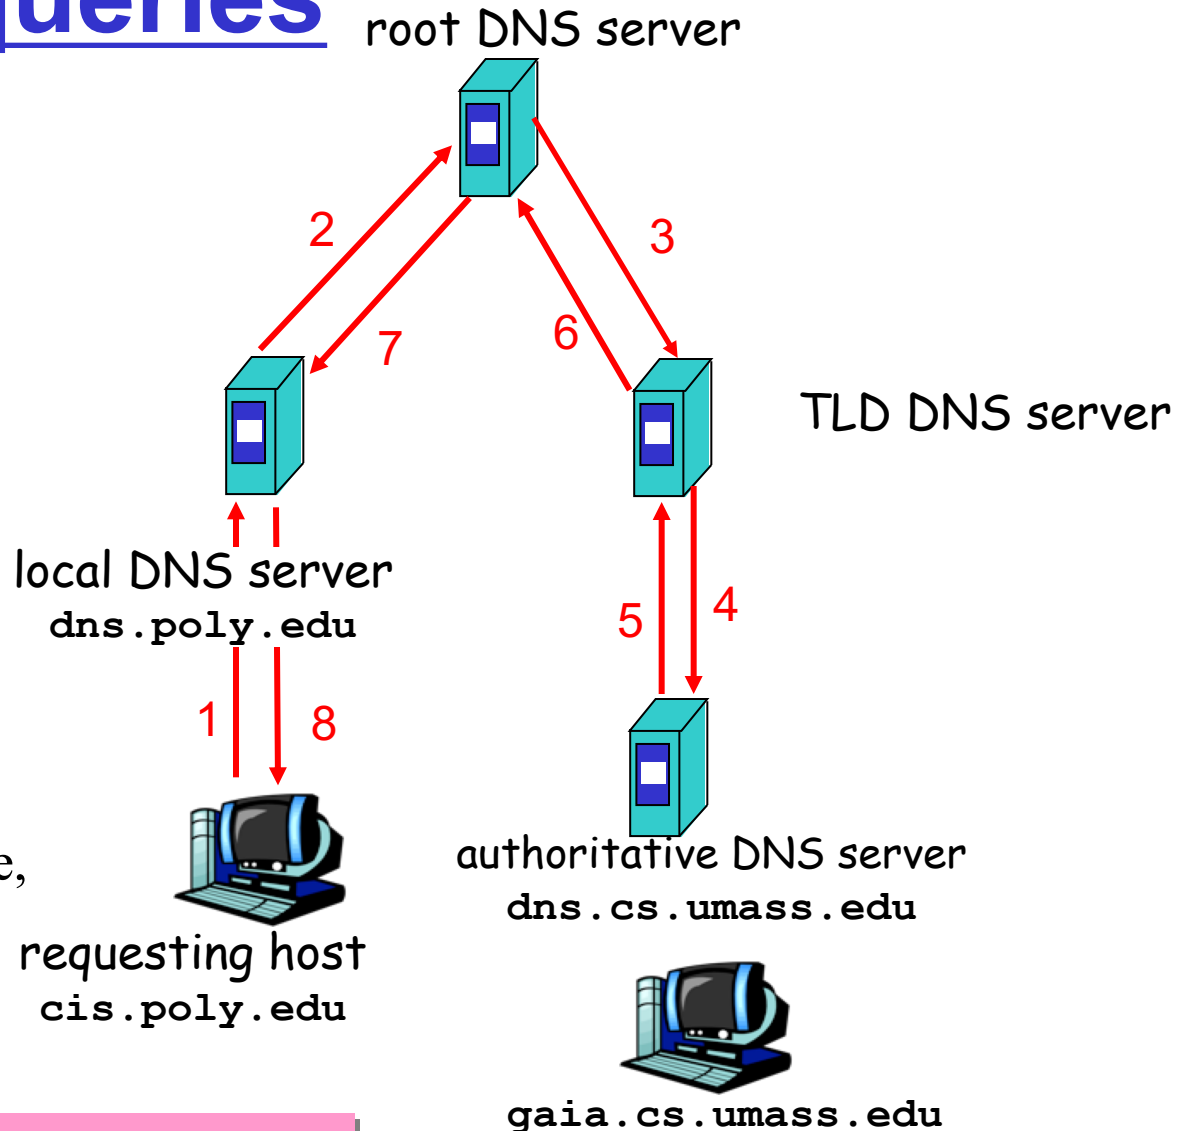 root DNS server
2
3
7
6
TLD DNS server
local DNS server
dns.poly.edu
5
4
1
8
authoritative DNS server
dns.cs.umass.edu
requesting host
cis.poly.edu
gaia.cs.umass.edu